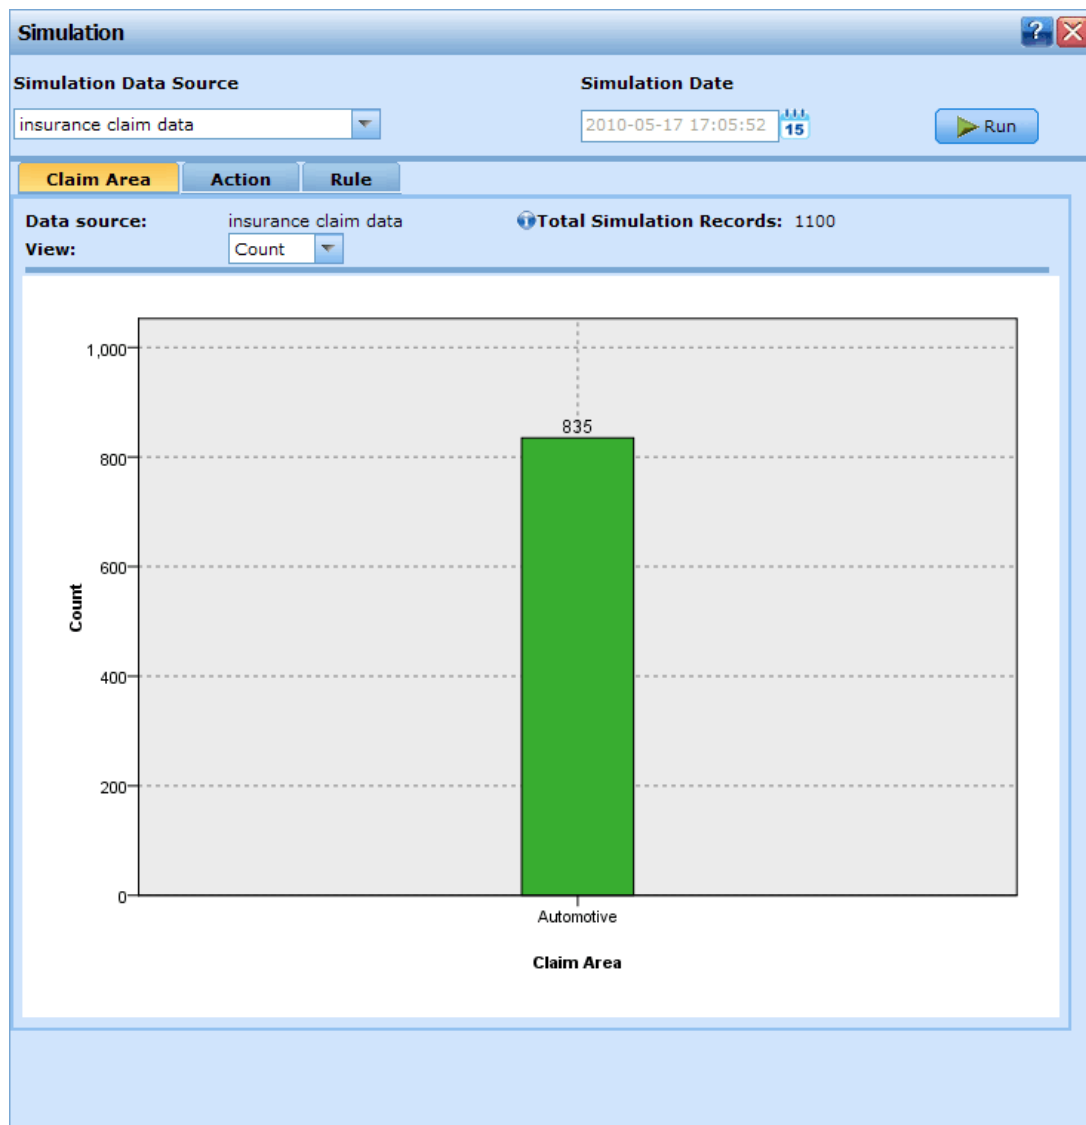 Simulation
?
Simulation Data Source
Simulation Date
insurance claim data
2010-05-17 17:05:52
15
Run
Claim Area
Action
Rule
Data source:
insurance claim data
Total Simulation Records: 1100
View:
Count
1,000
800
600
400
200
0
Count
835
Automotive
Claim Area